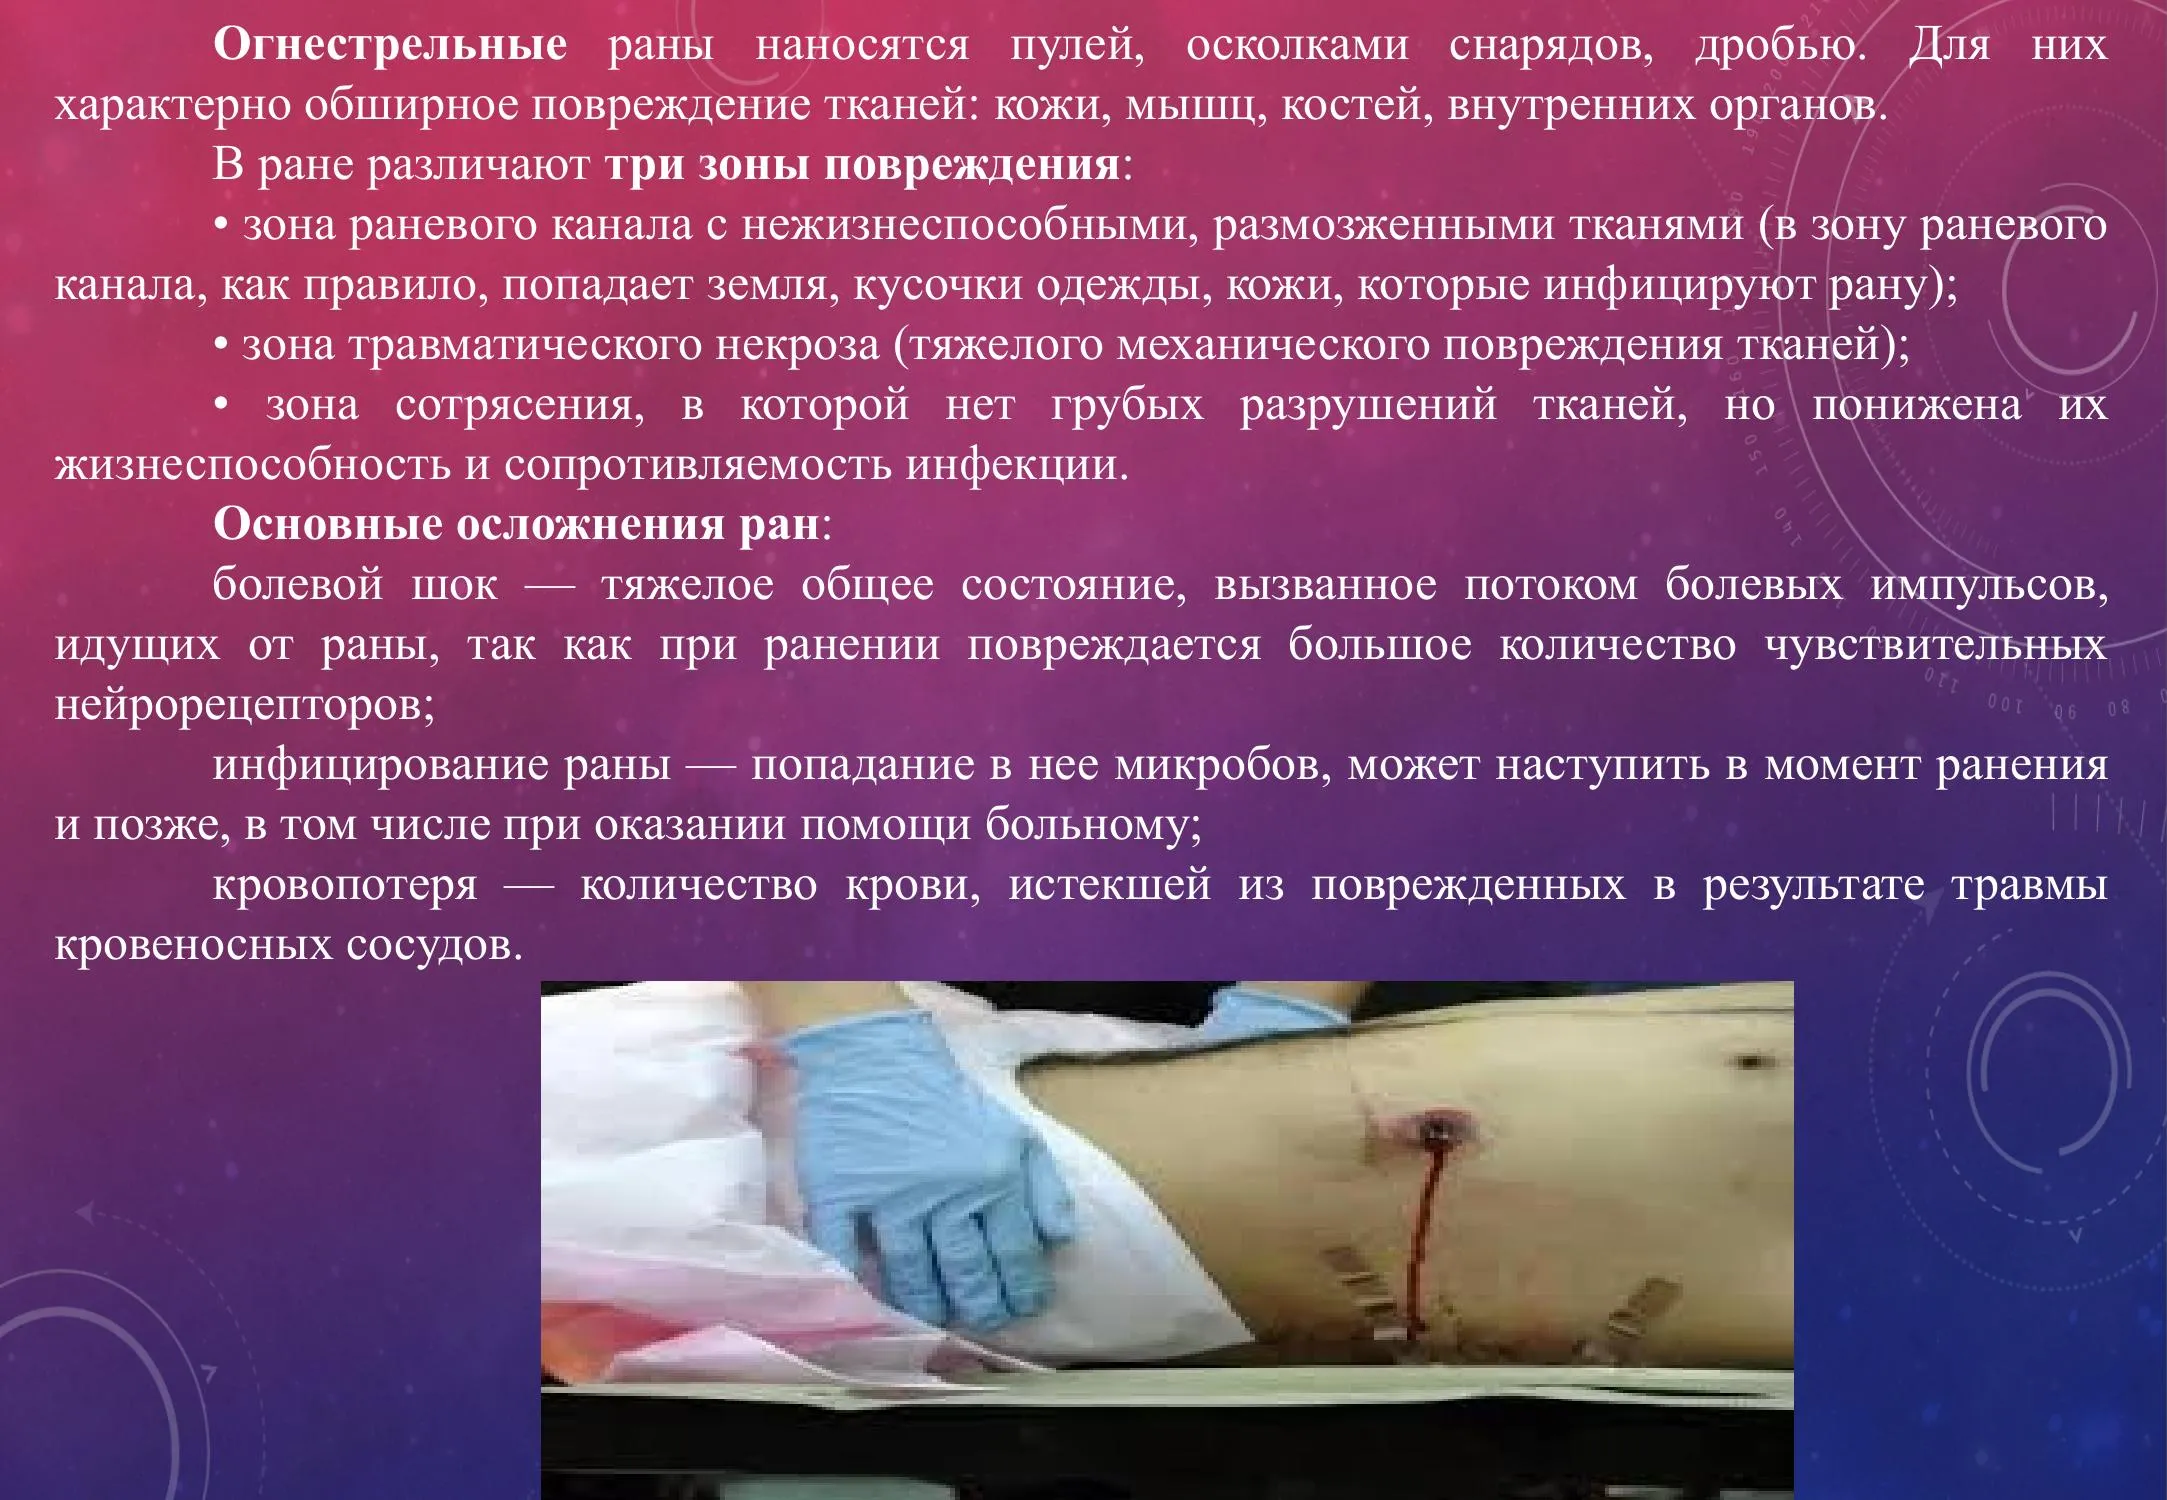 Огнестрельные раны наносятся пулей, осколками снарядов, дробью. Для них
характерно обширное повреждение тканей: кожи, мышц, костей, внутренних органов.
В ране различают три зоны повреждения:
• зона раневого канала с нежизнеспособными, размозженными тканями (в зону раневого
канала, как правило, попадает земля, кусочки одежды, кожи, которые инфицируют рану);
• зона травматического некроза (тяжелого механического повреждения тканей);
• зона сотрясения, в которой нет грубых разрушений тканей, но понижена их
жизнеспособность и сопротивляемость инфекции.
Основные осложнения ран:
болевой шок — тяжелое общее состояние, вызванное потоком болевых импульсов,
идущих от раны, так как при ранении повреждается большое количество чувствительных
нейрорецепторов;
инфицирование раны — попадание в нее микробов, может наступить в момент ранения
и позже, в том числе при оказании помощи больному;
кровопотеря — количество крови, истекшей из поврежденных в результате травмы
кровеносных сосудов.